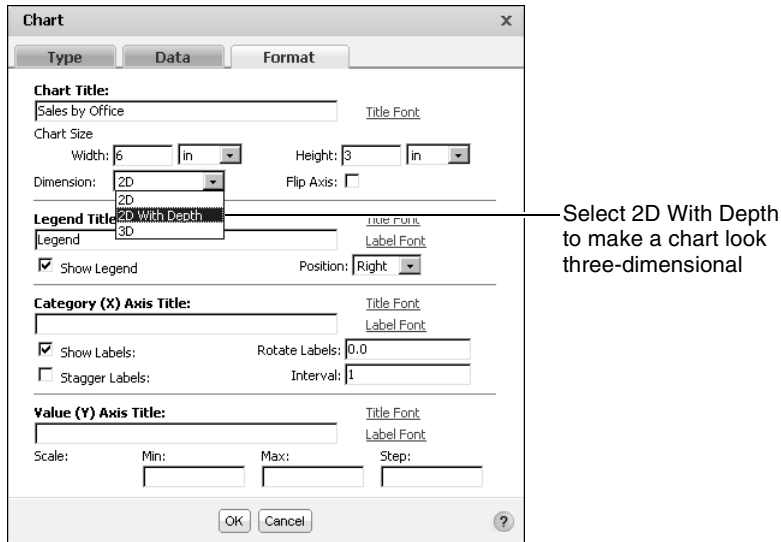 Chart x
Type Data Format
Chart Title:
Sales by Office Title Font
Chart Size
Width: 6 in Height: 3 in
Dimension: 2D Flip Axis:
2D
2D With Depth
3D
Select 2D With Depth
to make a chart look
three-dimensional
Legend Title Title Font
Legend Label Font
Show Legend Position: Right
Category (X) Axis Title: Title Font
Label Font
Show Labels: Rotate Labels: 0.0
Stagger Labels: Interval: 1
Value (Y) Axis Title: Title Font
Label Font
Scale: Min: Max: Step:
OK Cancel ?